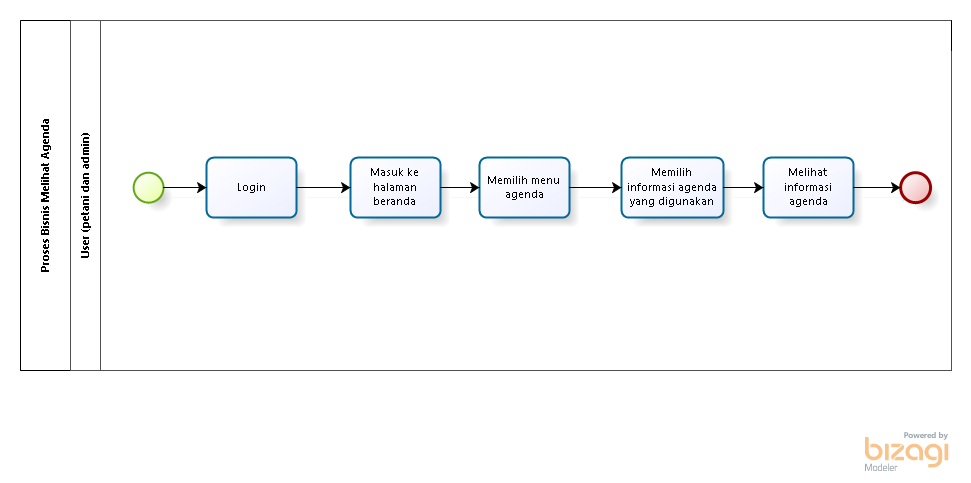 Proses Bisnis Melihat Agenda
User (petani dan admin)
Login
Masuk ke
halaman
beranda
Memilih menu
agenda
Memilih
informasi agenda
yang digunakan
Melihat
informasi
agenda
Powered by
bizagi
Modeler